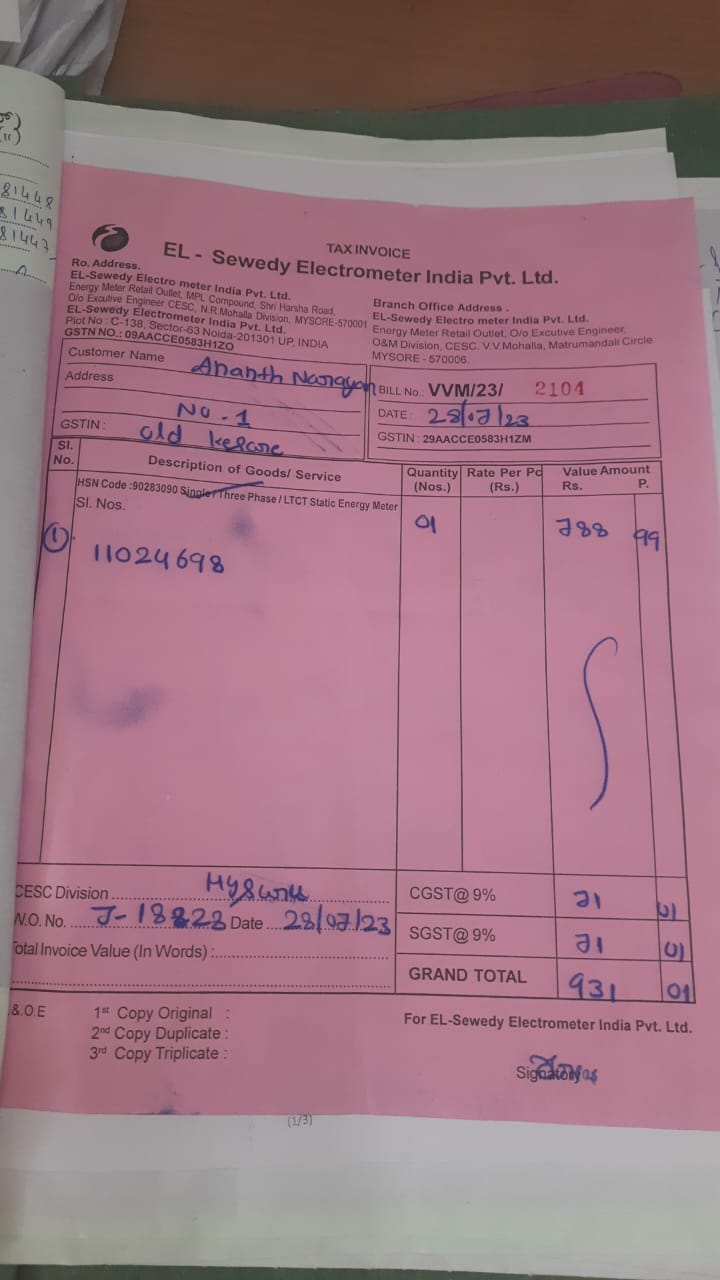 81448
81449
81447
TAX INVOICE
EL - Sewedy Electrometer India Pvt. Ltd.
Ro. Address.
EL-Sewedy Electro meter India Pvt. Ltd.
Energy Meter Retail Outlet, MPL Compound, Shri Harsha Road,
O/o Excutive Engineer CESC, N.R.Mohalla Division, MYSORE-570001
EL-Sewedy Electrometer India Pvt. Ltd.
Plot No : C-138, Sector-63 Noida-201301 UP, INDIA
GSTN NO.: 09AACCE0583H1ZO
Branch Office Address .
EL-Sewedy Electro meter India Pvt. Ltd.
Energy Meter Retail Outlet, O/o Excutive Engineer,
O&M Division, CESC. V.V.Mohalla, Matrumandali Circle
MYSORE - 570006.
Customer Name Ananth Narayan
Address
No - 1
GSTIN : old kesare
BILL No.: VVM/23/ 2104
DATE : 28/07/23
GSTIN : 29AACCE0583H1ZM
Sl. No. Description of Goods/ Service Quantity (Nos.) Rate Per Pc (Rs.) Value Amount Rs. P.
HSN Code :90283090 Single / Three Phase / LTCT Static Energy Meter
Sl. Nos.
01 788 99
① 11024698
CESC Division Mysuru
W.O. No. J-18828 Date 28/07/23
Total Invoice Value (In Words) :
CGST@ 9% 71 01
SGST@ 9% 71 01
GRAND TOTAL 931 01
&.O.E
1st Copy Original :
2nd Copy Duplicate :
3rd Copy Triplicate :
For EL-Sewedy Electrometer India Pvt. Ltd.
Signatory
(1/3)